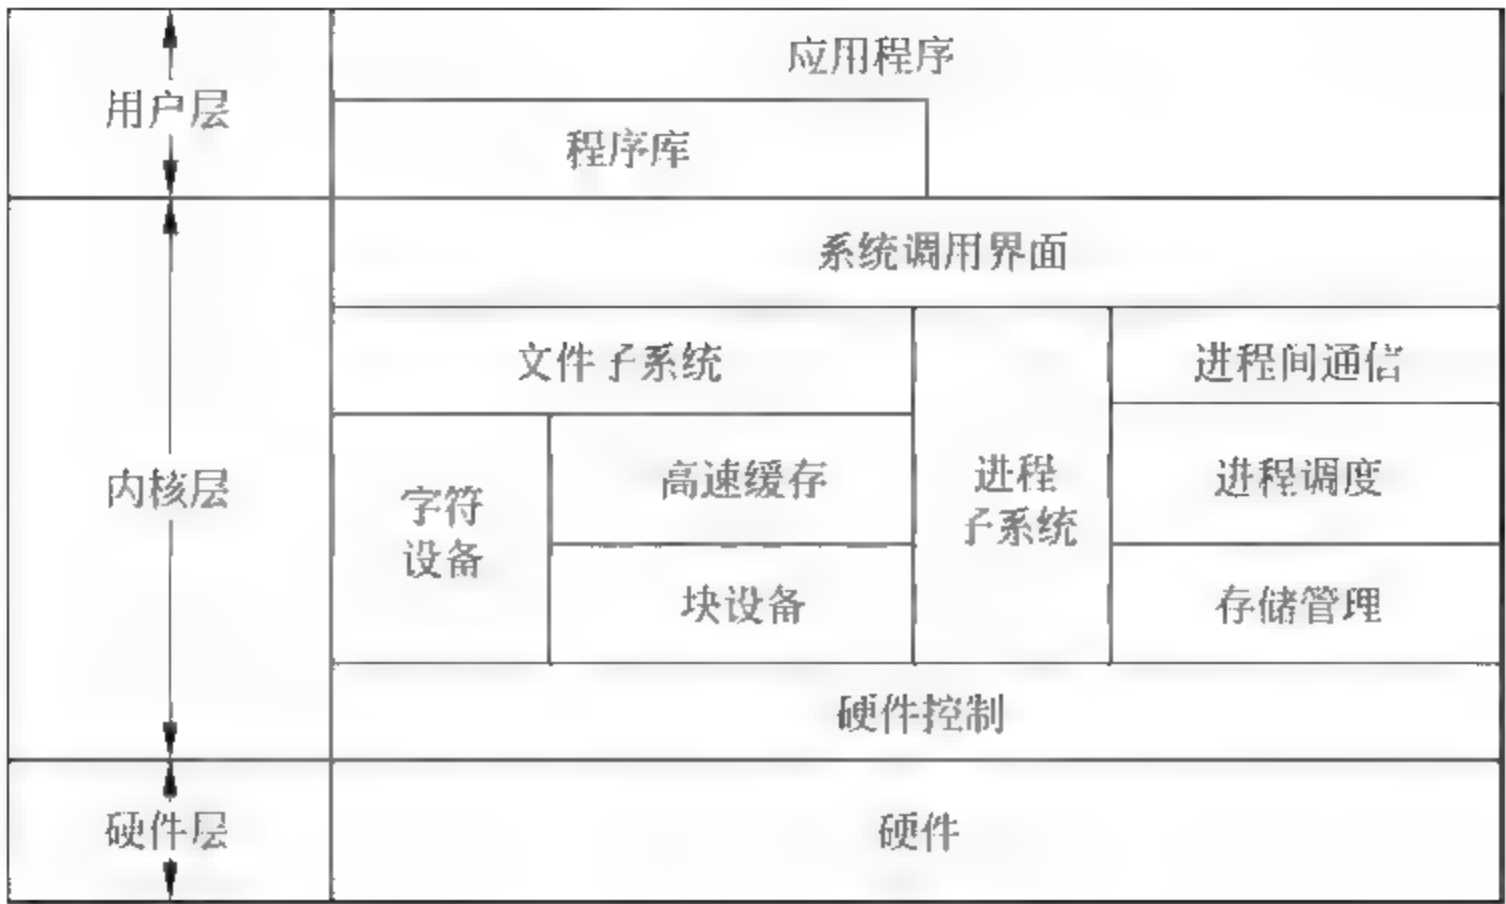 应用程序
用户层
程序库
系统调用界面
文件子系统
进程间通信
内核层
字符
设备
高速缓存
进程
子系统
进程调度
块设备
存储管理
硬件控制
硬件层
硬件